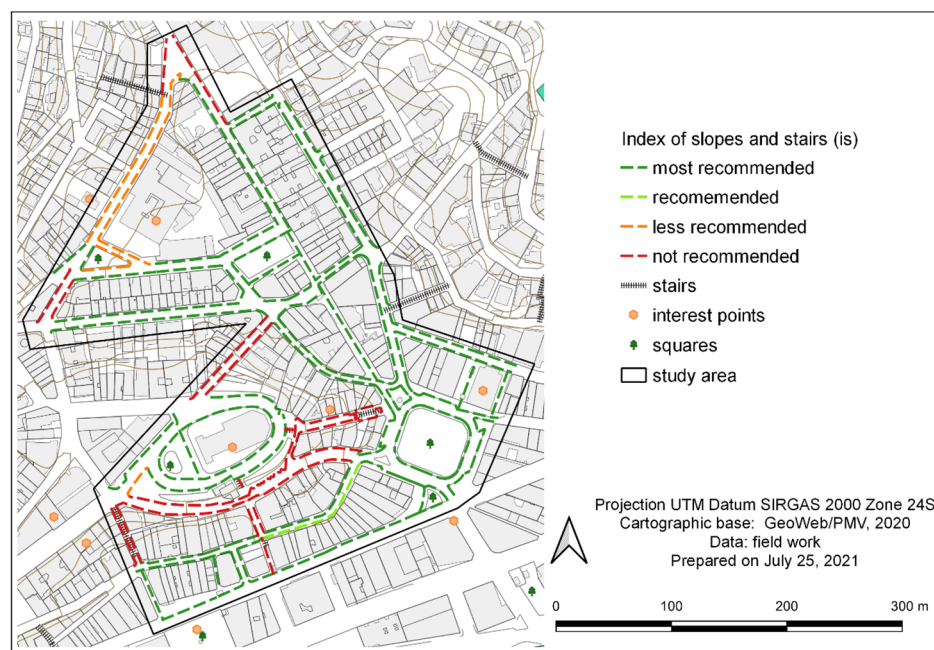 Index of slopes and stairs (is)
most recommended
recomemended
less recommended
not recommended
stairs
interest points
squares
study area
Projection UTM Datum SIRGAS 2000 Zone 24S
Cartographic base: GeoWeb/PMV, 2020
Data: field work
Prepared on July 25, 2021
0 100 200 300 m